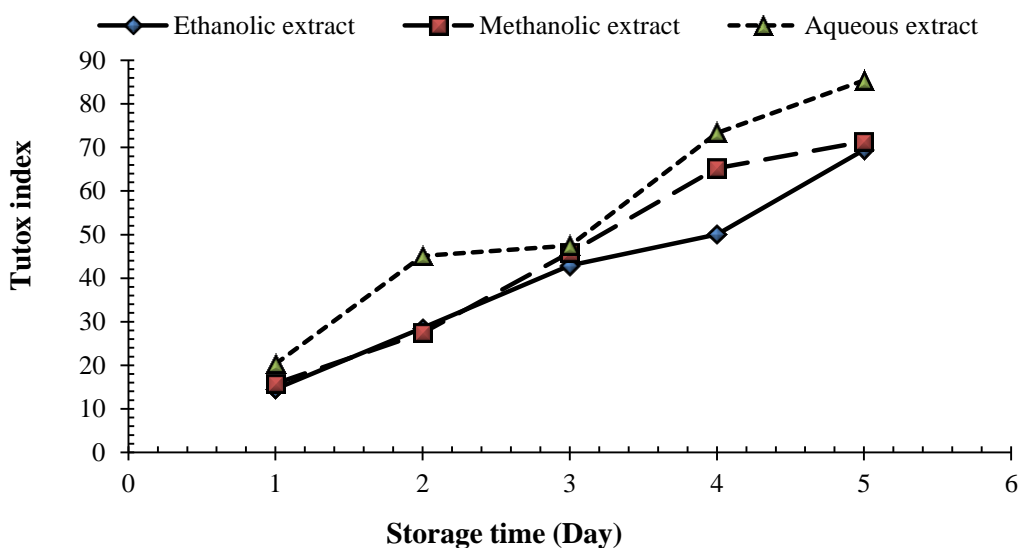 Ethanolic extract Methanolic extract Aqueous extract
90
80
70
60
50
40
30
20
10
0
Tutox index
0 1 2 3 4 5 6
Storage time (Day)